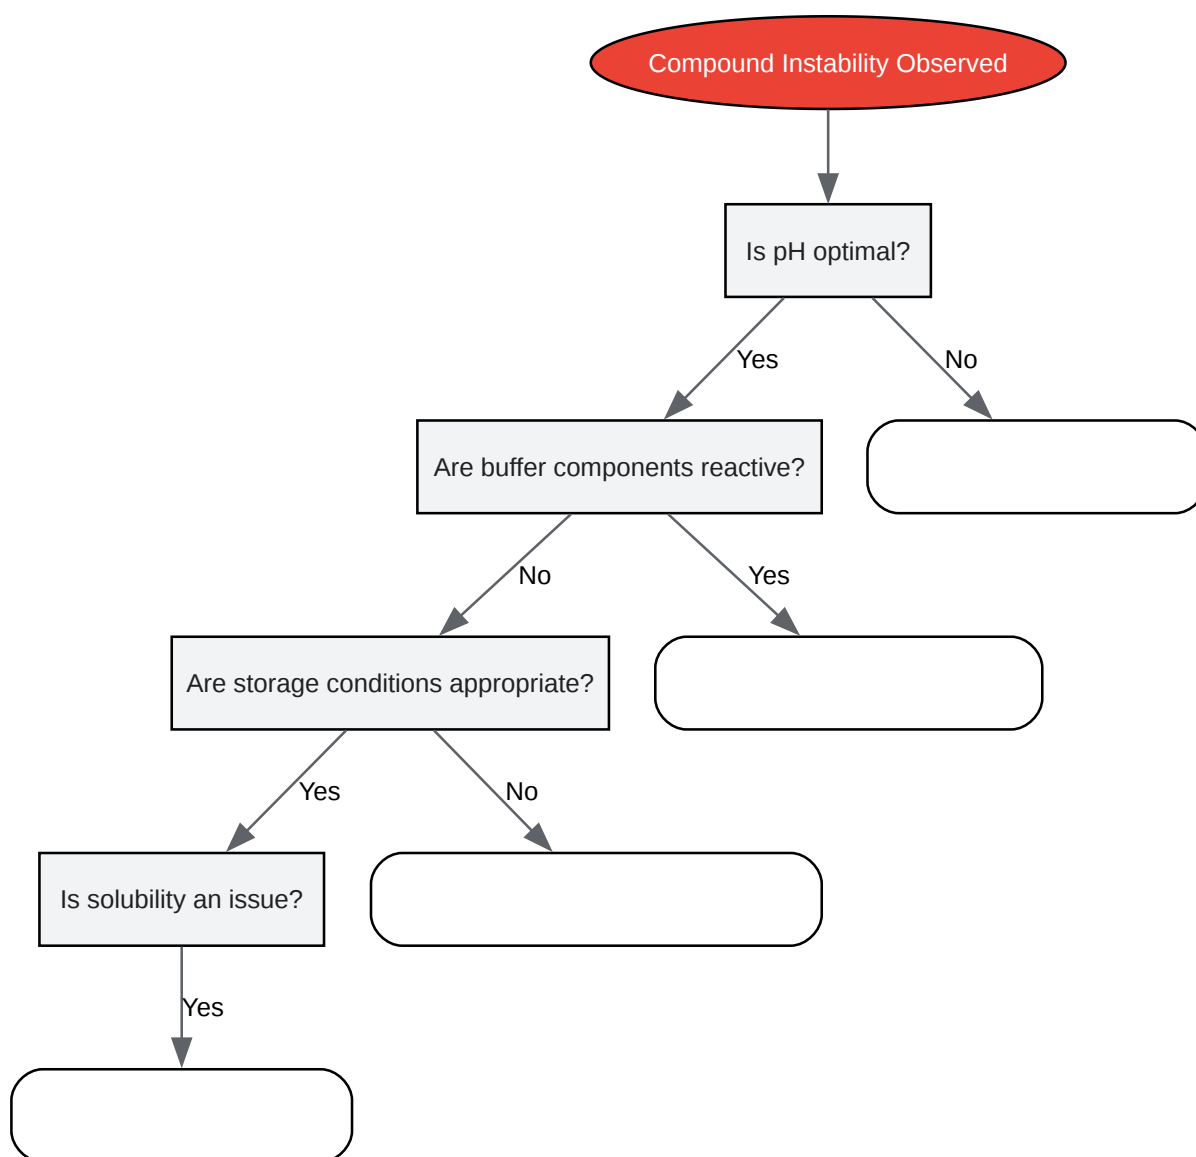 Compound Instability Observed
Is pH optimal?
Yes
No
Are buffer components reactive?
No
Yes
Are storage conditions appropriate?
Yes
No
Is solubility an issue?
Yes